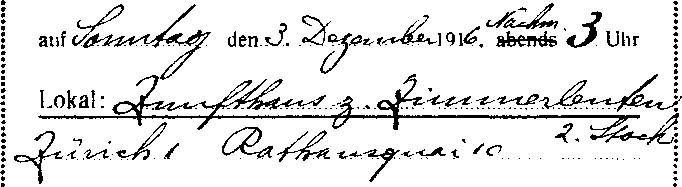 auf Sonntag den 3. Dezember 1916. Nachm. abends 3 Uhr
Lokal: Zunfthaus z. Zimmerleuten
Zürich 1 Rathausquai 10 2. Stock